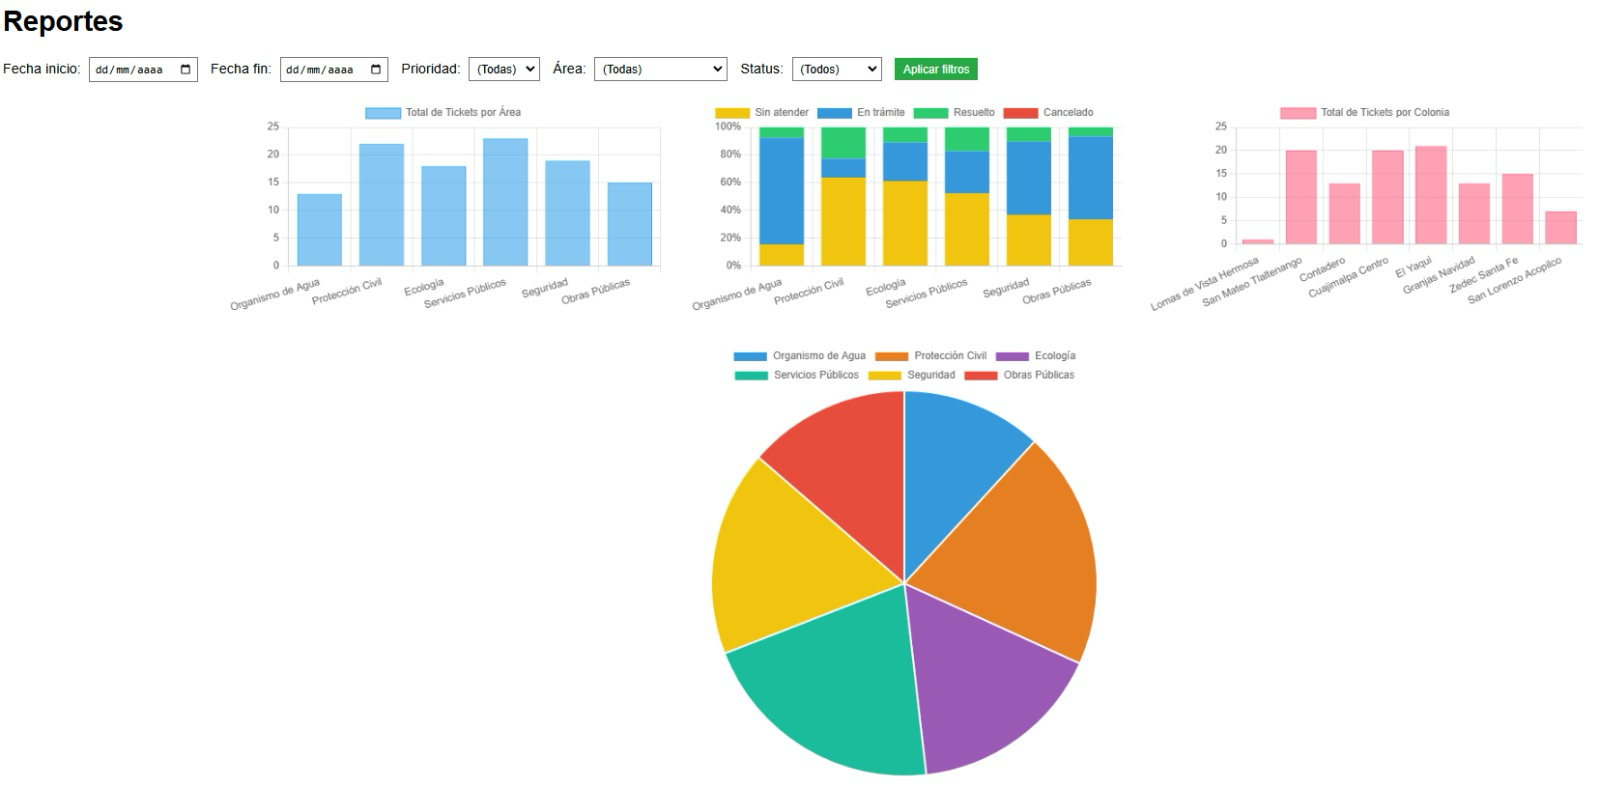 Reportes
Fecha inicio: dd/mm/aaaa Fecha fin: dd/mm/aaaa Prioridad: (Todas) Área: (Todas) Status: (Todos) Aplicar filtros
Total de Tickets por Área
25
20
15
10
5
0
Organismo de Agua
Protección Civil
Ecología
Servicios Públicos
Seguridad
Obras Públicas
Sin atender En trámite Resuelto Cancelado
100%
80%
60%
40%
20%
0%
Organismo de Agua
Protección Civil
Ecología
Servicios Públicos
Seguridad
Obras Públicas
Total de Tickets por Colonia
25
20
15
10
5
0
Lomas de Vista Hermosa
San Mateo Tlaltenango
Contadero
Cuajimalpa Centro
El Yaqui
Granjas Navidad
Zedec Santa Fe
San Lorenzo Acopilco
Organismo de Agua Protección Civil Ecología
Servicios Públicos Seguridad Obras Públicas